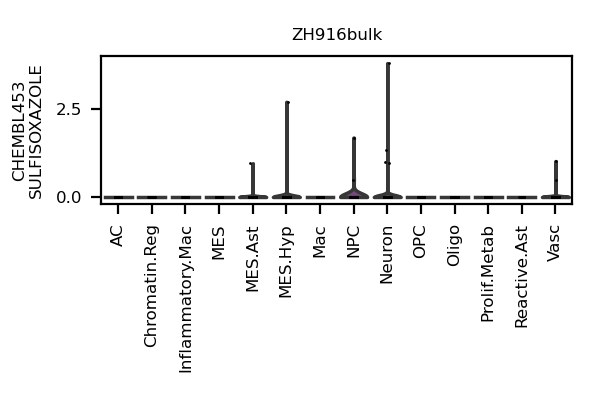 ZH916bulk
CHEMBL453
SULFISOXAZOLE
2.5
0.0
AC
Chromatin.Reg
Inflammatory.Mac
MES
MES.Ast
MES.Hyp
Mac
NPC
Neuron
OPC
Oligo
Prolif.Metab
Reactive.Ast
Vasc